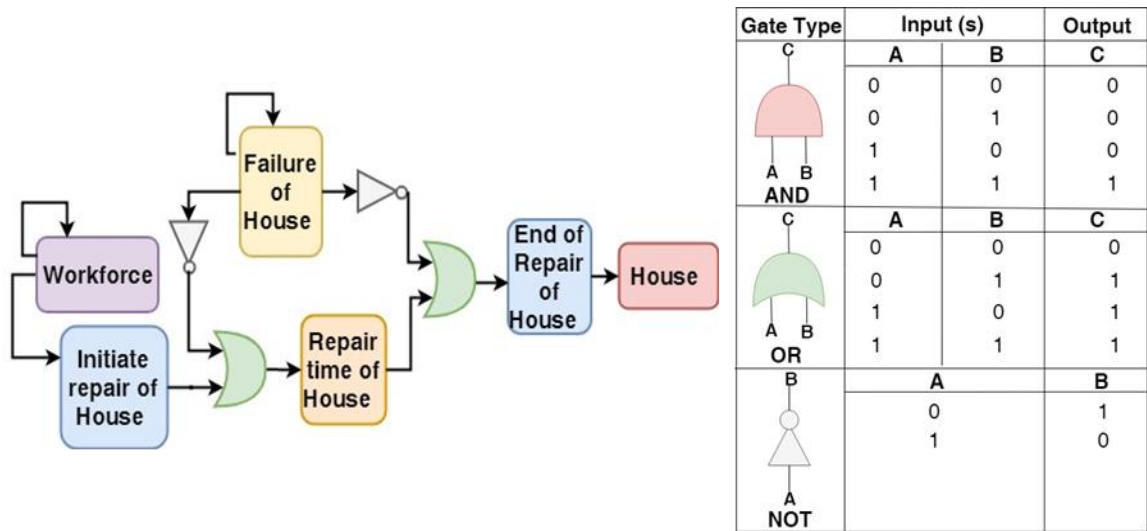 Failure
of
House
Workforce
Initiate
repair of
House
Repair
time of
House
End of
Repair
of
House
House
Gate Type Input (s) Output
C A B C
0 0 0
0 1 0
1 0 0
A B 1 1 1
AND
C A B C
0 0 0
0 1 1
1 0 1
A B 1 1 1
OR
B A B
0 1
1 0
A
NOT